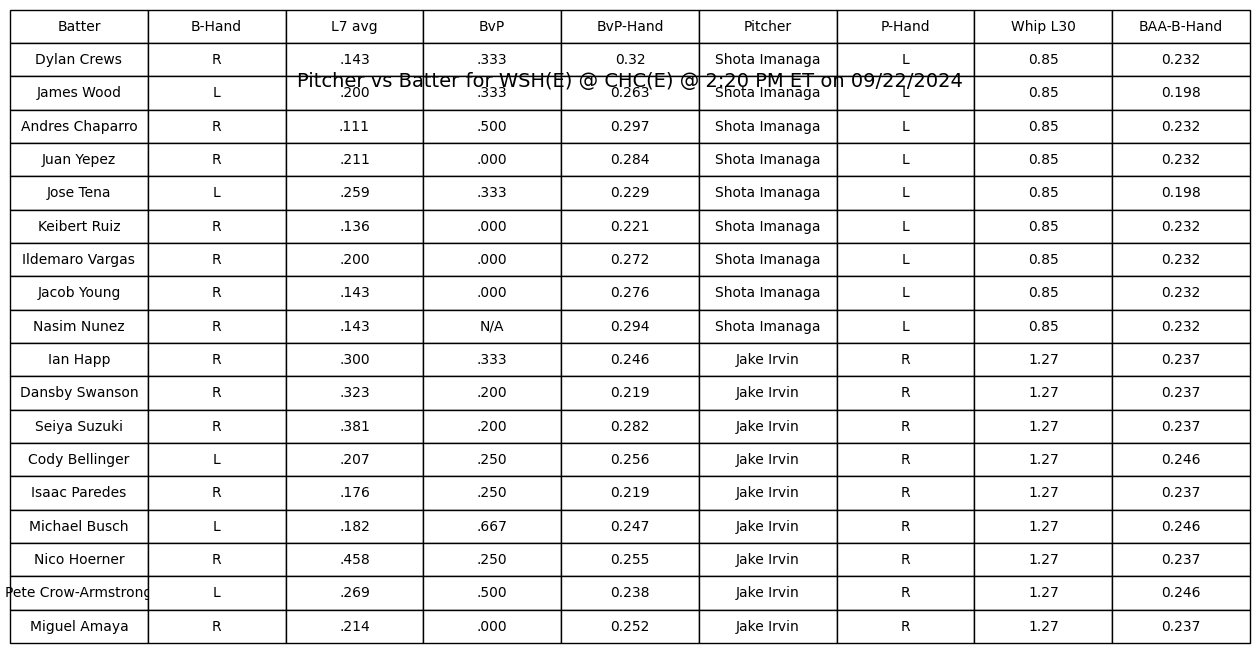 Batter B-Hand L7 avg BvP BvP-Hand Pitcher P-Hand Whip L30 BAA-B-Hand
Dylan Crews R .143 .333 0.32 Shota Imanaga L 0.85 0.232
Pitcher vs Batter for WSH(E) @ CHC(E) @ 2:20 PM ET on 09/22/2024
James Wood L .200 .333 0.263 Shota Imanaga L 0.85 0.198
Andres Chaparro R .111 .500 0.297 Shota Imanaga L 0.85 0.232
Juan Yepez R .211 .000 0.284 Shota Imanaga L 0.85 0.232
Jose Tena L .259 .333 0.229 Shota Imanaga L 0.85 0.198
Keibert Ruiz R .136 .000 0.221 Shota Imanaga L 0.85 0.232
Ildemaro Vargas R .200 .000 0.272 Shota Imanaga L 0.85 0.232
Jacob Young R .143 .000 0.276 Shota Imanaga L 0.85 0.232
Nasim Nunez R .143 N/A 0.294 Shota Imanaga L 0.85 0.232
Ian Happ R .300 .333 0.246 Jake Irvin R 1.27 0.237
Dansby Swanson R .323 .200 0.219 Jake Irvin R 1.27 0.237
Seiya Suzuki R .381 .200 0.282 Jake Irvin R 1.27 0.237
Cody Bellinger L .207 .250 0.256 Jake Irvin R 1.27 0.246
Isaac Paredes R .176 .250 0.219 Jake Irvin R 1.27 0.237
Michael Busch L .182 .667 0.247 Jake Irvin R 1.27 0.246
Nico Hoerner R .458 .250 0.255 Jake Irvin R 1.27 0.237
Pete Crow-Armstrong L .269 .500 0.238 Jake Irvin R 1.27 0.246
Miguel Amaya R .214 .000 0.252 Jake Irvin R 1.27 0.237